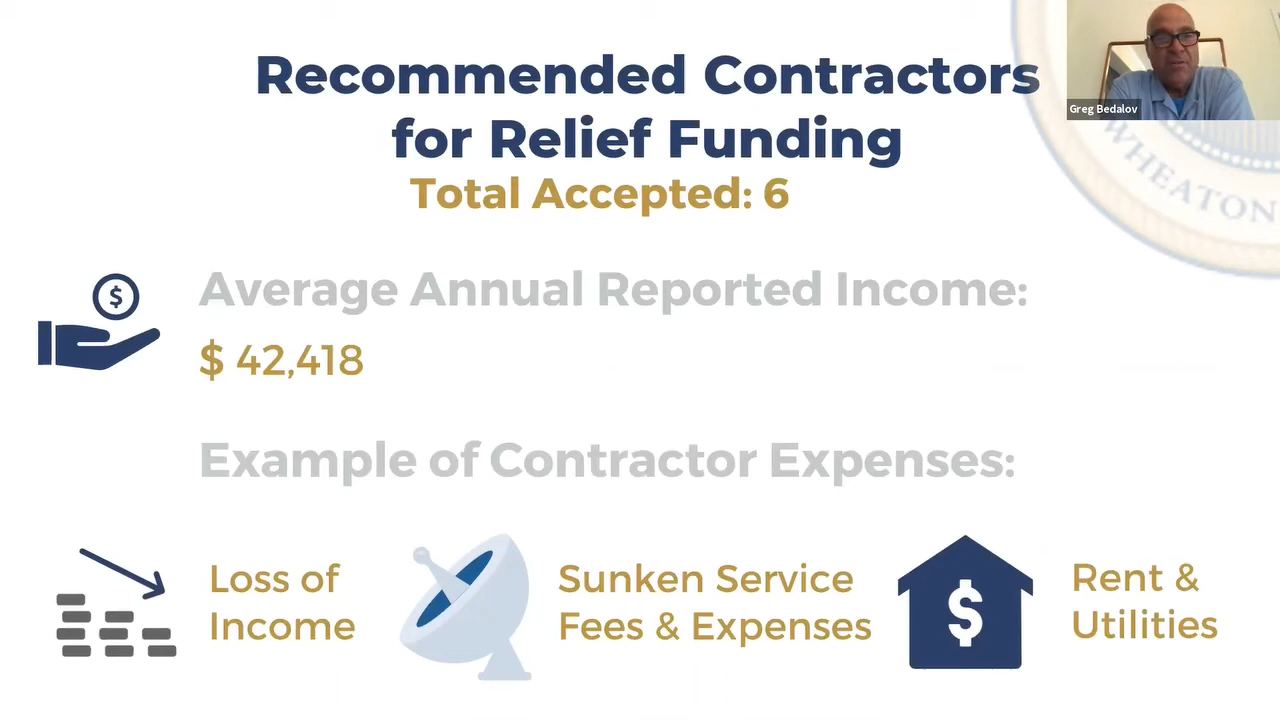 Recommended Contractors
for Relief Funding
Total Accepted: 6
Greg Bedalov
WHEATON
$
Average Annual Reported Income:
$ 42,418
Example of Contractor Expenses:
Loss of
Income
Sunken Service
Fees & Expenses
$
Rent &
Utilities